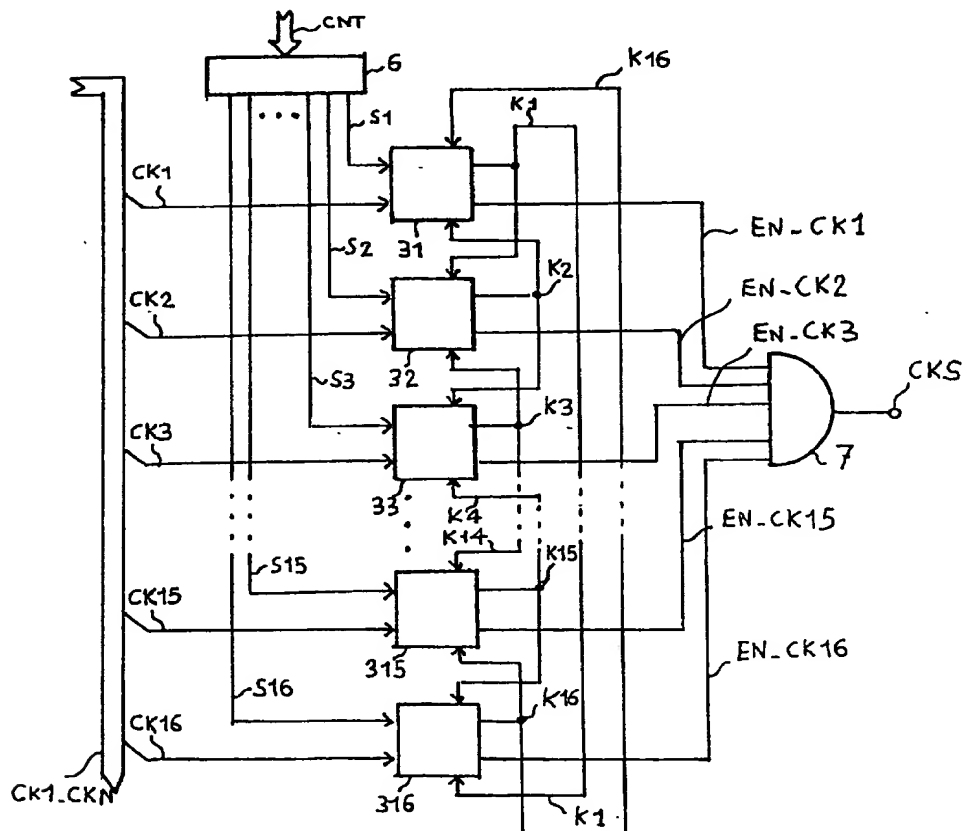 CNT
6
K16
K1
S1
CK1
31
S2
K2
EN_CK1
CK2
EN_CK2
32
S3
EN_CK3
CKS
CK3
K3
7
33
K4
K14
EN_CK15
S15
K15
CK15
315
EN_CK16
S16
K16
CK16
CK1_CKN
316
K1